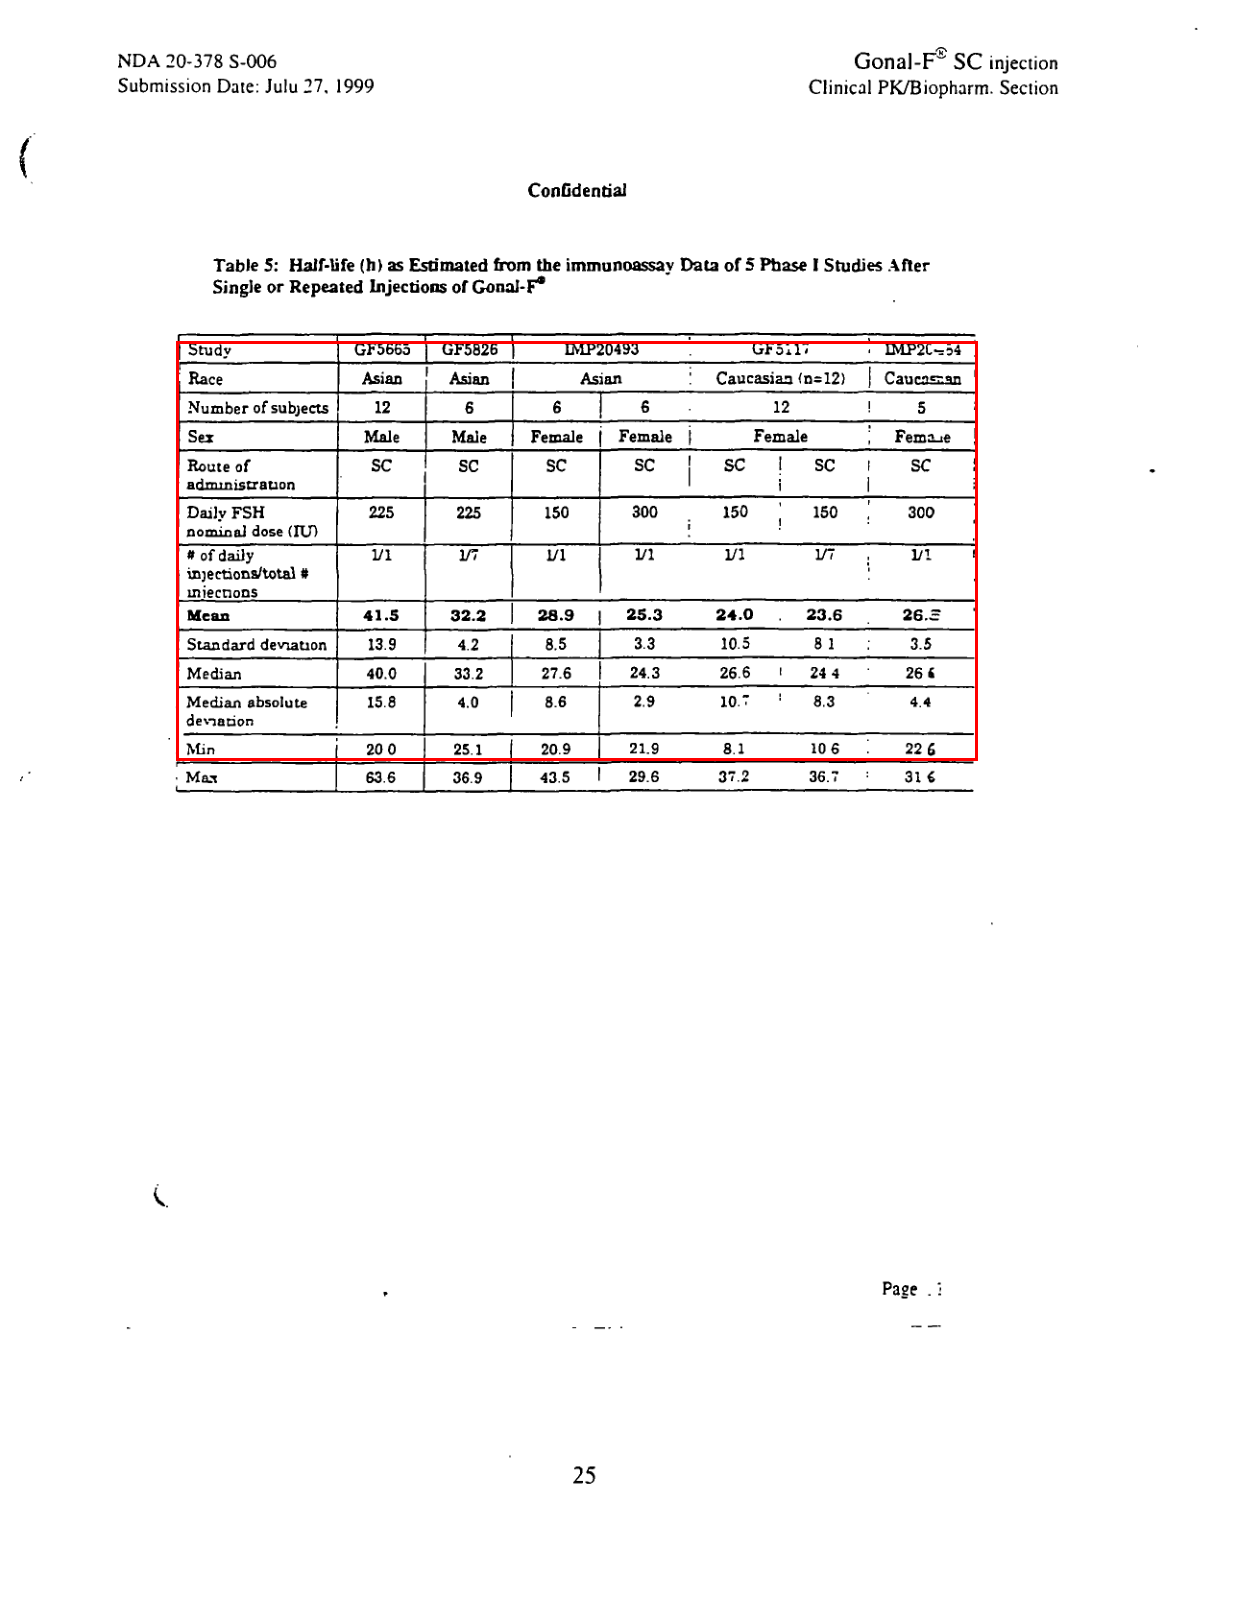 NDA 20-378 S-006
Submission Date: Julu 27, 1999
Gonal-F® SC injection
Clinical PK/Biopharm. Section
Confidential
Table 5: Half-life (h) as Estimated from the immunoassay Data of 5 Phase I Studies After
Single or Repeated Injections of Gonal-F®
Study GF5665 GF5826 IMP20493 GF5117
Race Asian Asian Asian Caucasian (n=12) Caucasian
Number of subjects 12 6 6 6 12 5
Sex Male Male Female Female Female Female
Route of SC SC SC SC SC SC SC
administration
Daily FSH 225 225 150 300 150 150 300
nominal dose (IU)
# of daily 1/1 1/7 1/1 1/1 1/1 1/7 1/1
injections/total #
injections
Mean 41.5 32.2 28.9 25.3 24.0 23.6
Standard deviation 13.9 4.2 8.5 3.3 10.5 8 1 3.5
Median 40.0 33.2 27.6 24.3 26.6 24 4 26 6
Median absolute 15.8 4.0 8.6 2.9 10.7 8.3 4.4
deviation
Min 20 0 25.1 20.9 21.9 8.1 10 6 22 6
Max 63.6 36.9 43.5 29.6 37.2 36.7 31 6
Page
25